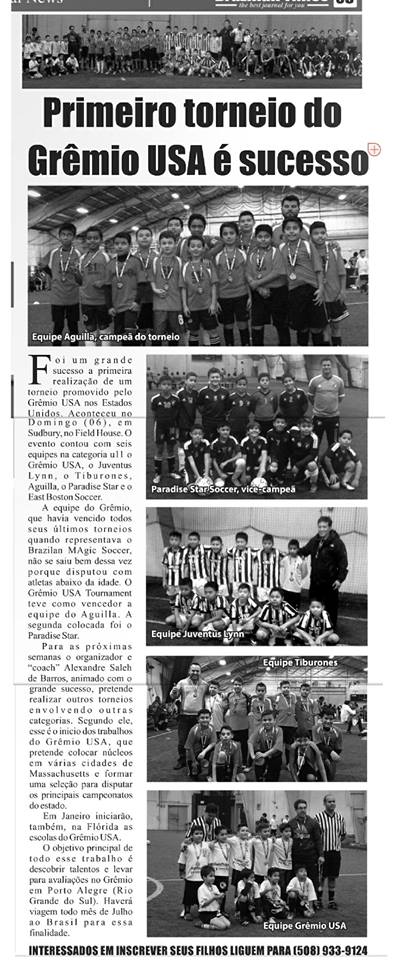 al News
Brazilian Times
the best journal for you
Primeiro torneio do
Grêmio USA é sucesso
Equipe Aguilla, campeã do torneio
Foi um grande
sucesso a primeira
realização de um
torneio promovido pelo
Grêmio USA nos Estados
Unidos. Aconteceu no
Domingo (06), em
Sudbury, no Field House. O
evento contou com seis
equipes na categoria u11 o
Grêmio USA, o Juventus
Lynn, o Tiburones,
Aguilla, o Paradise Star e o
East Boston Soccer.
A equipe do Grêmio,
que havia vencido todos
seus últimos torneios
quando representava o
Brazilan MAgic Soccer,
não se saiu bem dessa vez
porque disputou com
atletas abaixo da idade. O
Grêmio USA Tournament
teve como vencedor a
equipe do Aguilla. A
segunda colocada foi o
Paradise Star.
Para as próximas
semanas o organizador e
“coach” Alexandre Saleh
de Barros, animado com o
grande sucesso, pretende
realizar outros torneios
envolvendo outras
categorias. Segundo ele,
esse é o inicio dos trabalhos
do Grêmio USA, que
pretende colocar núcleos
em várias cidades de
Massachusetts e formar
uma seleção para disputar
os principais campeonatos
do estado.
Em Janeiro iniciarão,
também, na Flórida as
escolas do Grêmio USA.
O objetivo principal de
todo esse trabalho é
descobrir talentos e levar
para avaliações no Grêmio
em Porto Alegre (Rio
Grande do Sul). Haverá
viagem todo mês de Julho
ao Brasil para essa
finalidade.
Paradise Star Soccer, vice-campeã
Equipe Juventus Lynn
Equipe Tiburones
Equipe Grêmio USA
INTERESSADOS EM INSCREVER SEUS FILHOS LIGUEM PARA (508) 933-9124